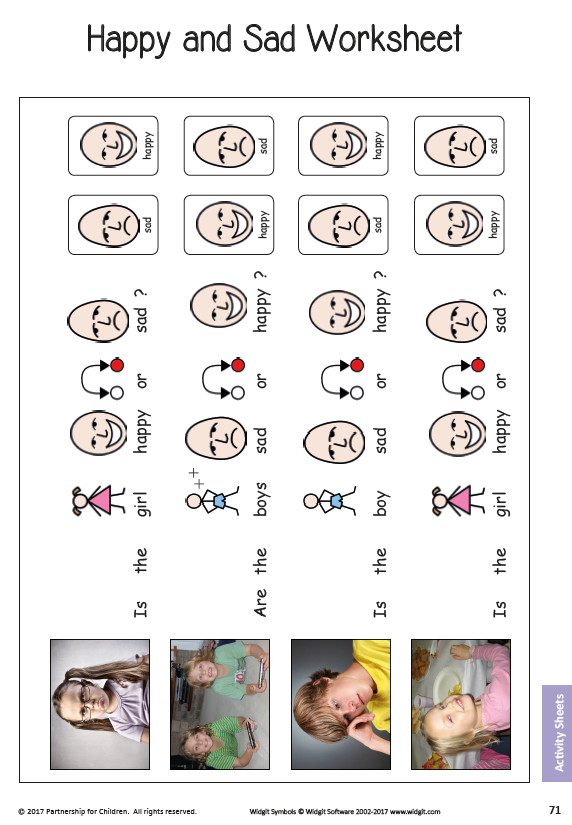 Happy and Sad Worksheet
Is the girl happy or sad ? sad happy
Are the boys sad or happy ? happy sad
Is the boy sad or happy ? sad happy
Is the girl happy or sad ? happy sad
Activity Sheets
© 2017 Partnership for Children. All rights reserved. Widgit Symbols © Widgit Software 2002-2017 www.widgit.com 71